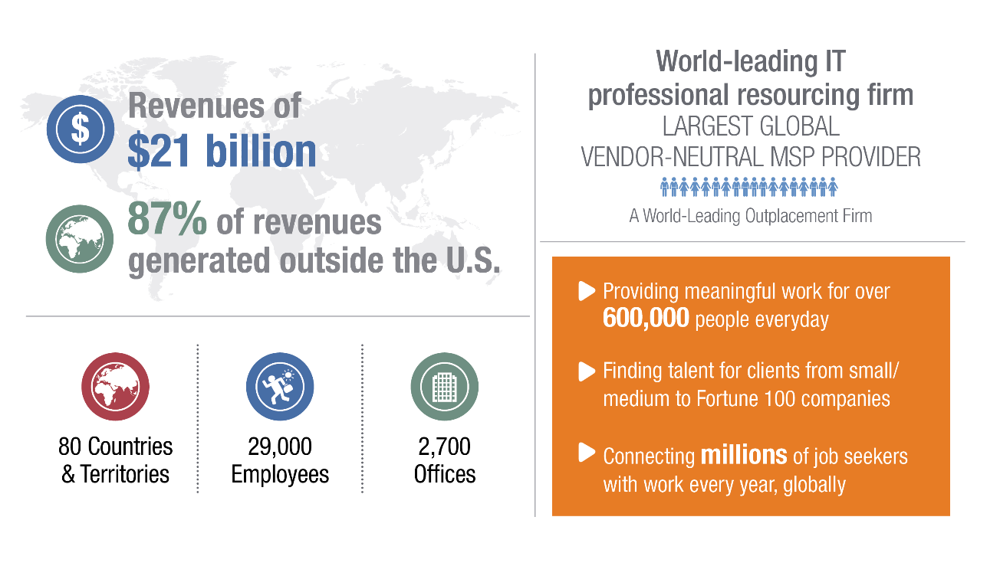 $
Revenues of
$21 billion
87% of revenues
generated outside the U.S.
80 Countries
& Territories
29,000
Employees
2,700
Offices
World-leading IT
professional resourcing firm
LARGEST GLOBAL
VENDOR-NEUTRAL MSP PROVIDER
A World-Leading Outplacement Firm
Providing meaningful work for over
600,000 people everyday
Finding talent for clients from small/
medium to Fortune 100 companies
Connecting millions of job seekers
with work every year, globally